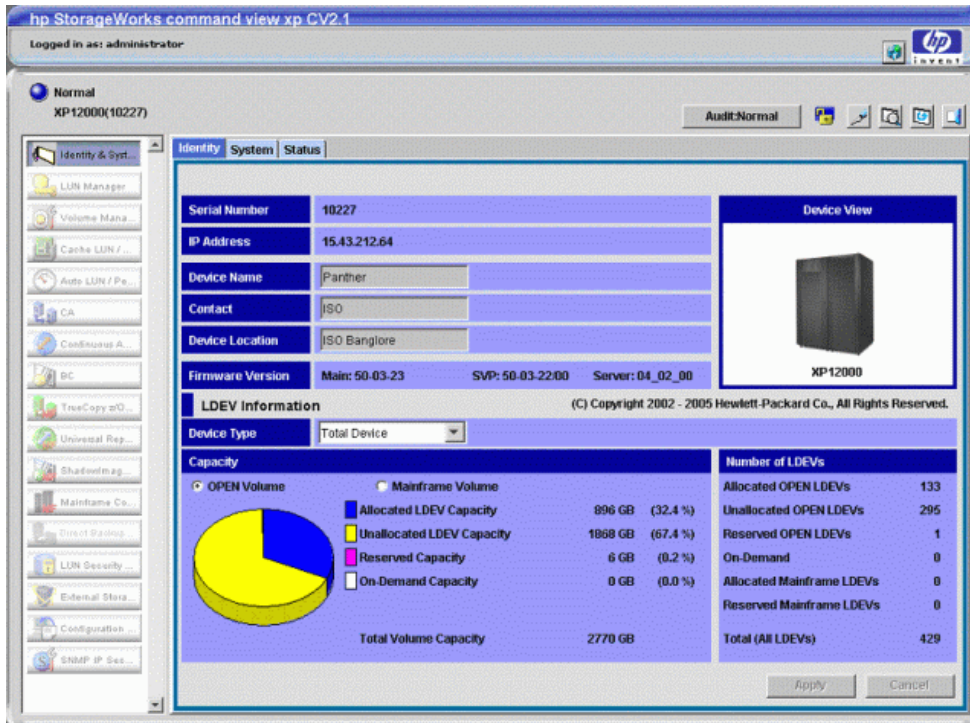 hp StorageWorks command view xp CV2.1
Logged in as: administrator
hp
invent
Normal
XP12000(10227)
Audit:Normal
Identity & Syst...
LUN Manager
Volume Mana...
Cache LUN / ...
Auto LUN / Pe...
CA
Continuous A...
BC
TrueCopy z/O...
Universal Rep...
ShadowImag...
Mainframe Co...
Direct Backup...
LUN Security ...
External Stora...
Configuration ...
SNMP IP Sec...
Identity System Status
Serial Number 10227
IP Address 15.43.212.64
Device Name Panther
Contact ISO
Device Location ISO Banglore
Firmware Version Main: 50-03-23 SVP: 50-03-22/00 Server: 04_02_00
Device View
XP12000
LDEV Information
(C) Copyright 2002 - 2005 Hewlett-Packard Co., All Rights Reserved.
Device Type Total Device
Capacity
OPEN Volume Mainframe Volume
Allocated LDEV Capacity 896 GB (32.4 %)
Unallocated LDEV Capacity 1868 GB (67.4 %)
Reserved Capacity 6 GB (0.2 %)
On-Demand Capacity 0 GB (0.0 %)
Total Volume Capacity 2770 GB
Number of LDEVs
Allocated OPEN LDEVs 133
Unallocated OPEN LDEVs 295
Reserved OPEN LDEVs 1
On-Demand 0
Allocated Mainframe LDEVs 0
Reserved Mainframe LDEVs 0
Total (All LDEVs) 429
Apply Cancel